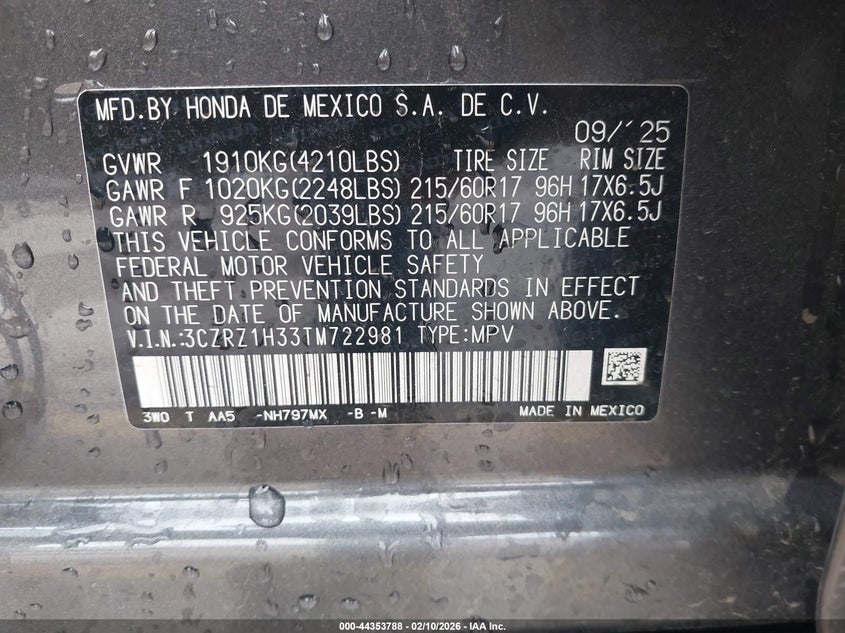 MFD.BY HONDA DE MEXICO S.A. DE C.V.
09/'25
GVWR 1910KG(4210LBS) TIRE SIZE RIM SIZE
GAWR F 1020KG(2248LBS) 215/60R17 96H 17X6.5J
GAWR R 925KG(2039LBS) 215/60R17 96H 17X6.5J
THIS VEHICLE CONFORMS TO ALL APPLICABLE
FEDERAL MOTOR VEHICLE SAFETY
AND THEFT PREVENTION STANDARDS IN EFFECT
ON THE DATE OF MANUFACTURE SHOWN ABOVE.
V.I.N.:3CZRZ1H33TM722981 TYPE:MPV
3W0 T AA5 -NH797MX -B -M MADE IN MEXICO
000-44353788 - 02/10/2026 - IAA Inc.